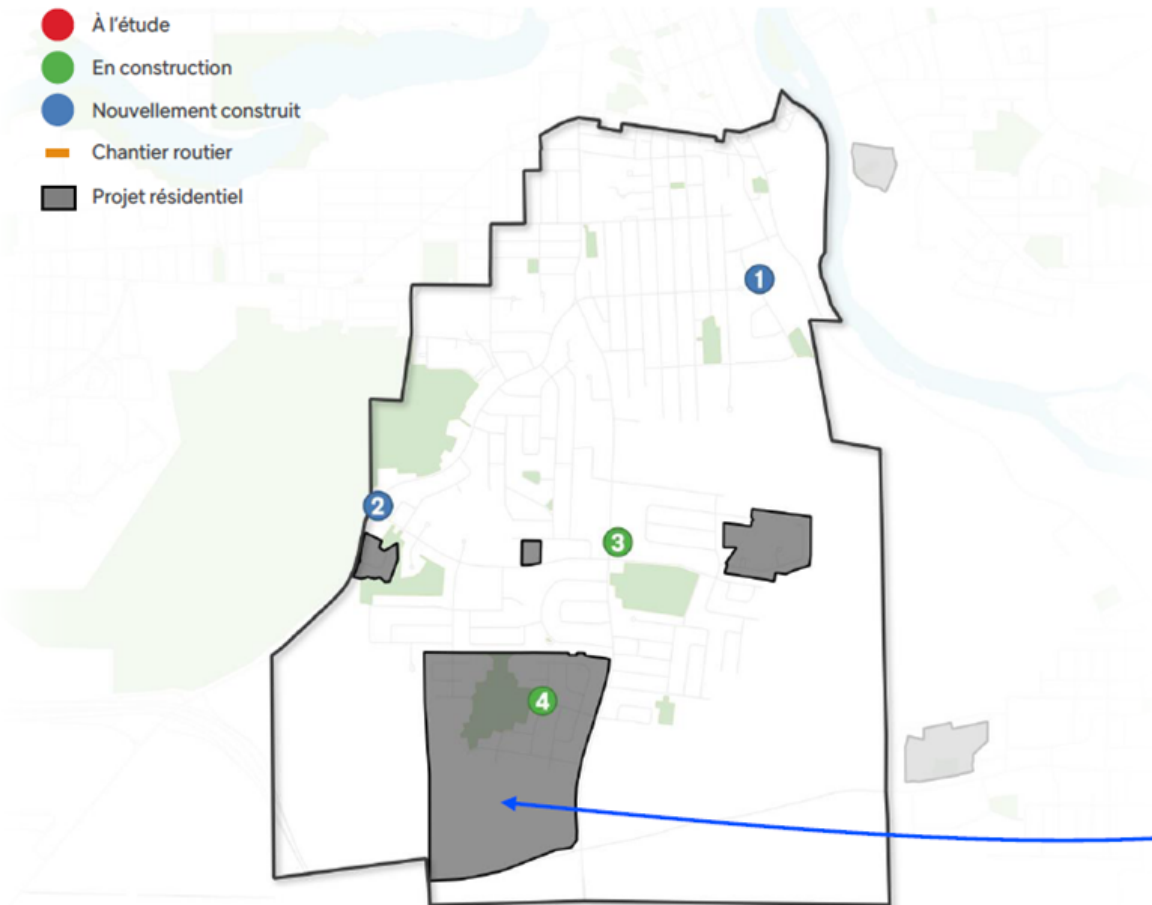 À l'étude
En construction
Nouvellement construit
Chantier routier
Projet résidentiel
1
2
3
4